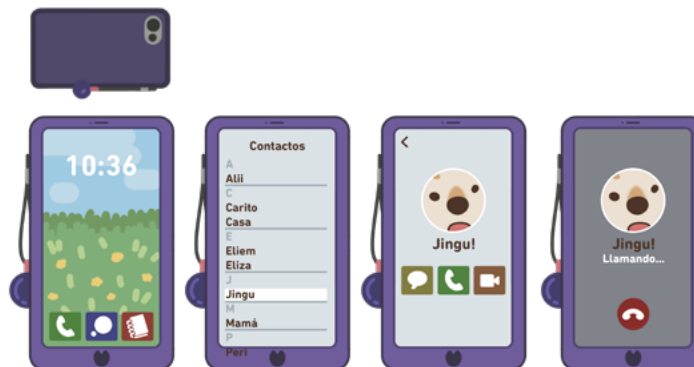 10:36
Contactos
A
Alii
C
Carito
Casa
E
Eliem
Eliza
J
Jingu
M
Mamá
P
Peri
Jingu!
Jingu!
Llamando...